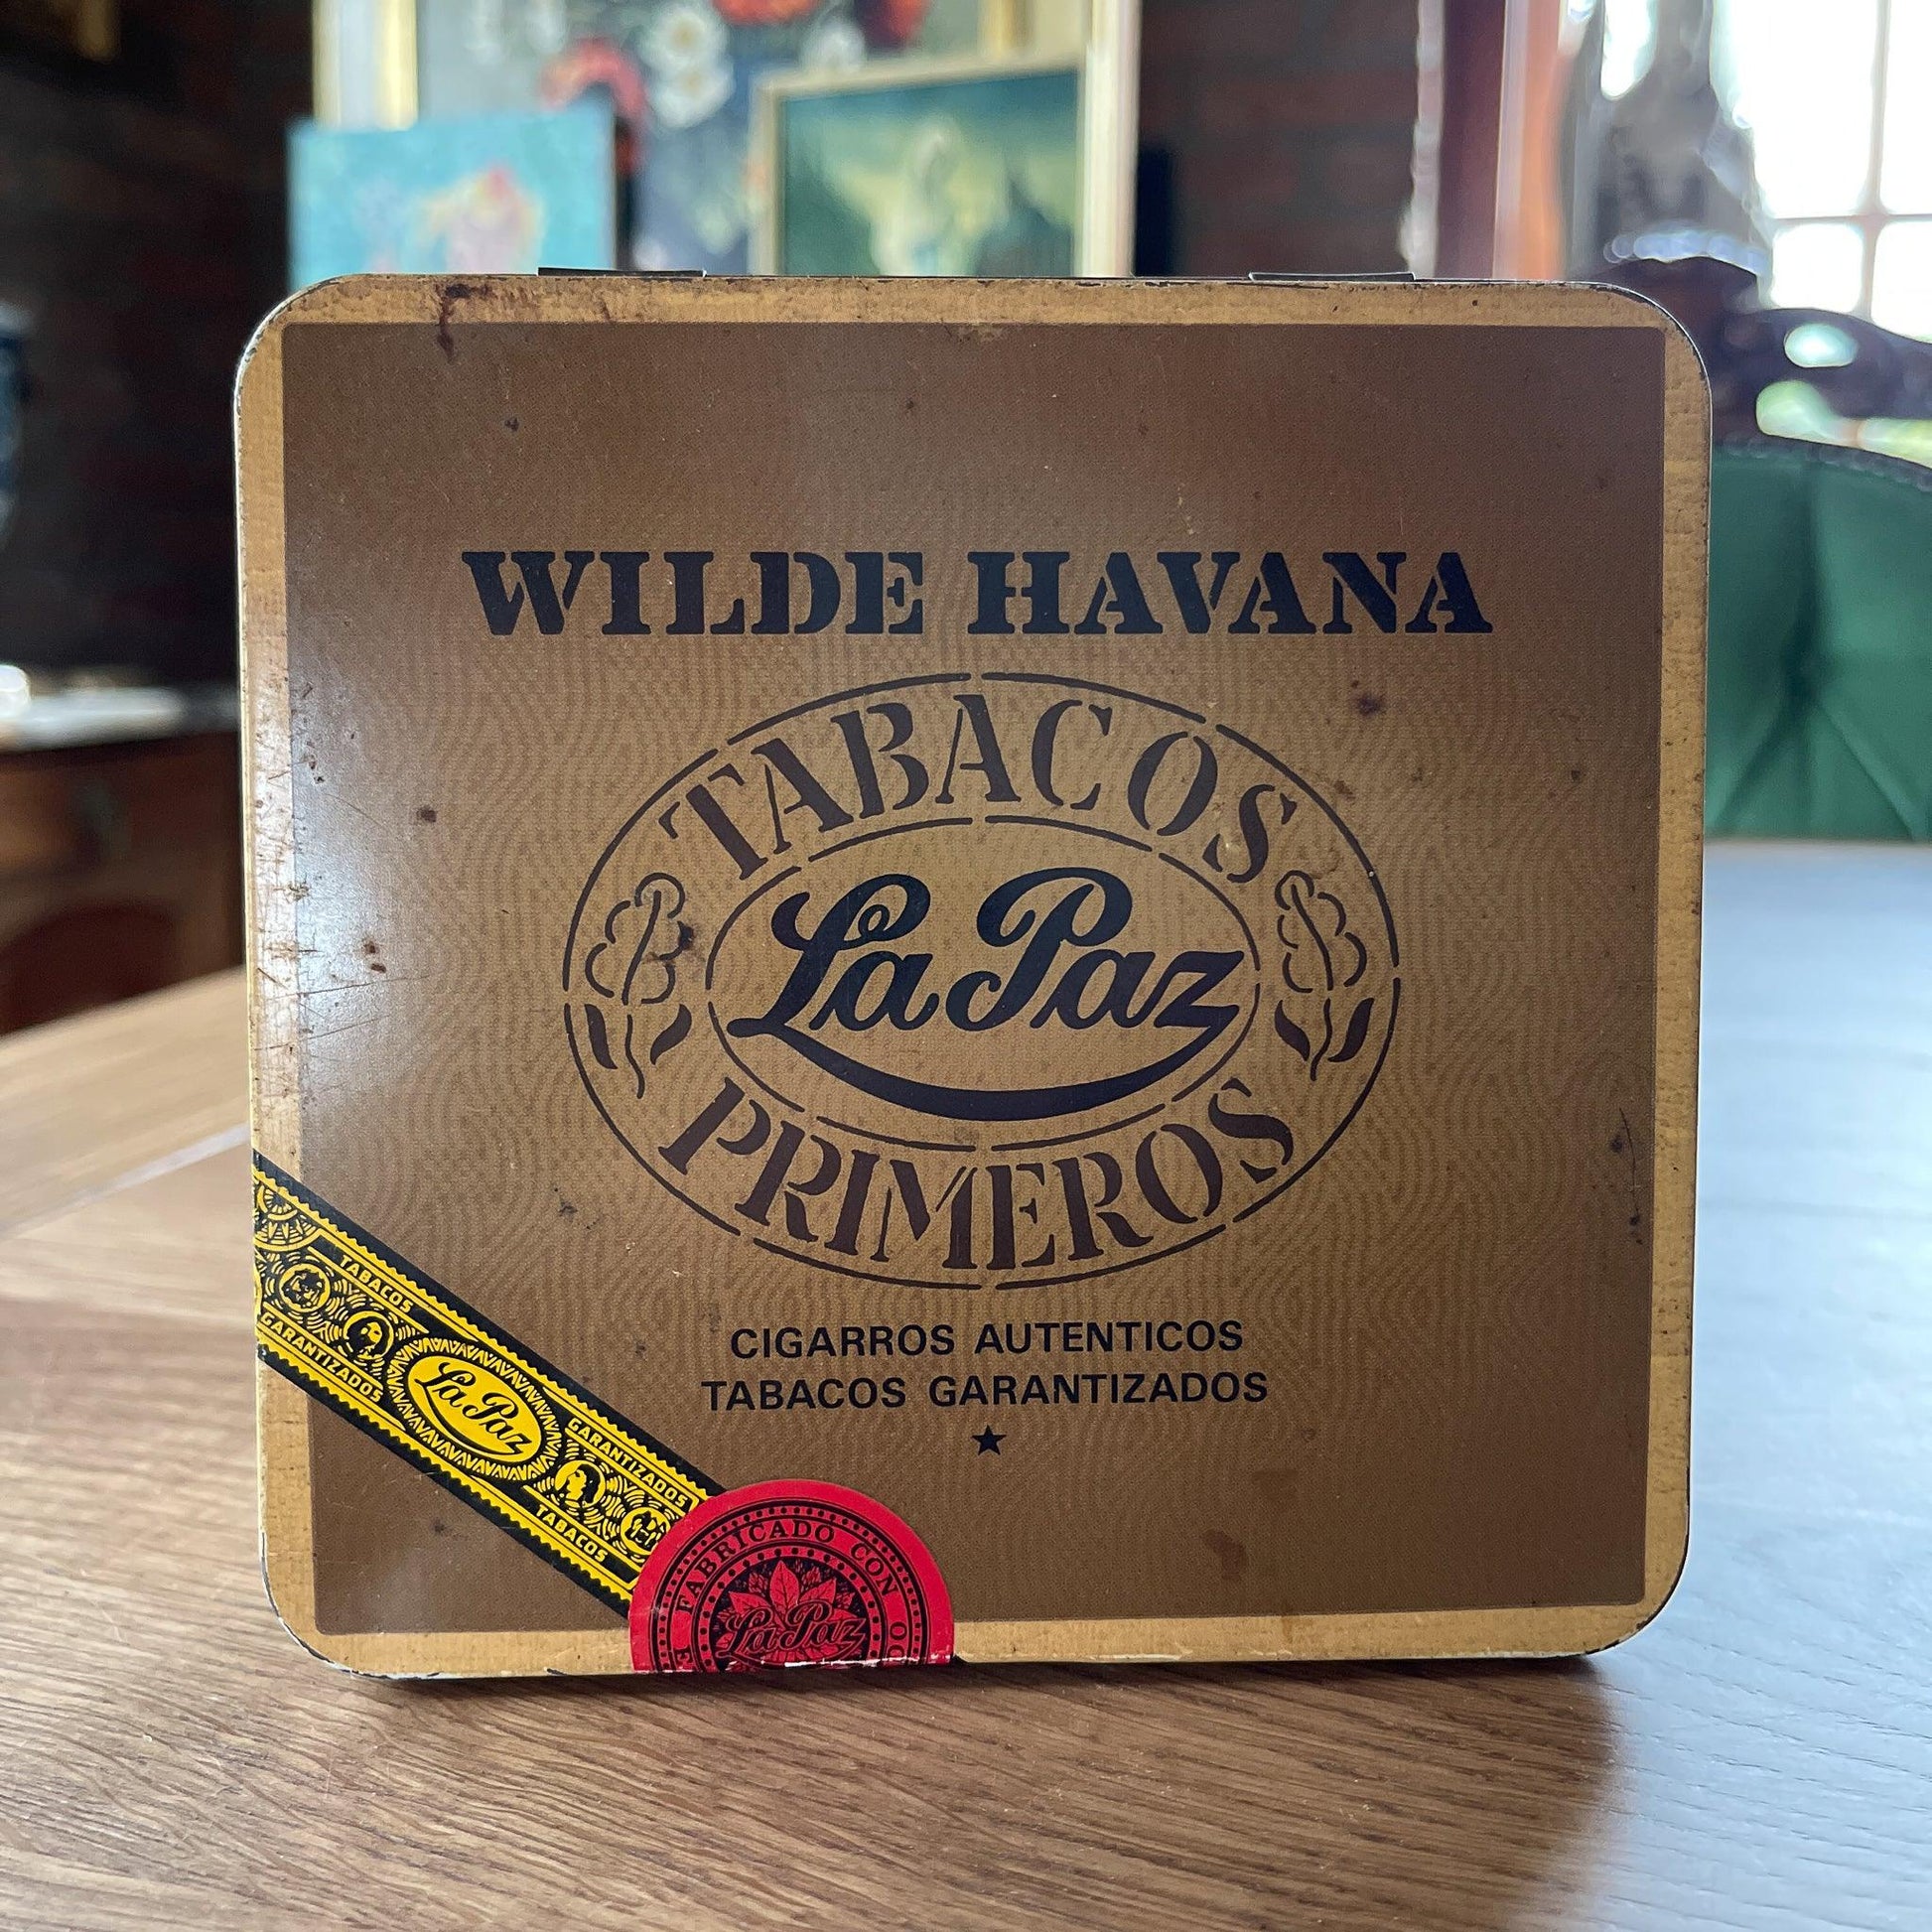 WILDE HAVANA
TABACOS
La Paz
PRIMEROS
CIGARROS AUTENTICOS
TABACOS GARANTIZADOS
TABACOS
GARANTIZADOS
La Paz
GARANTIZADOS
TABACOS
FABRICADO CON
La Paz